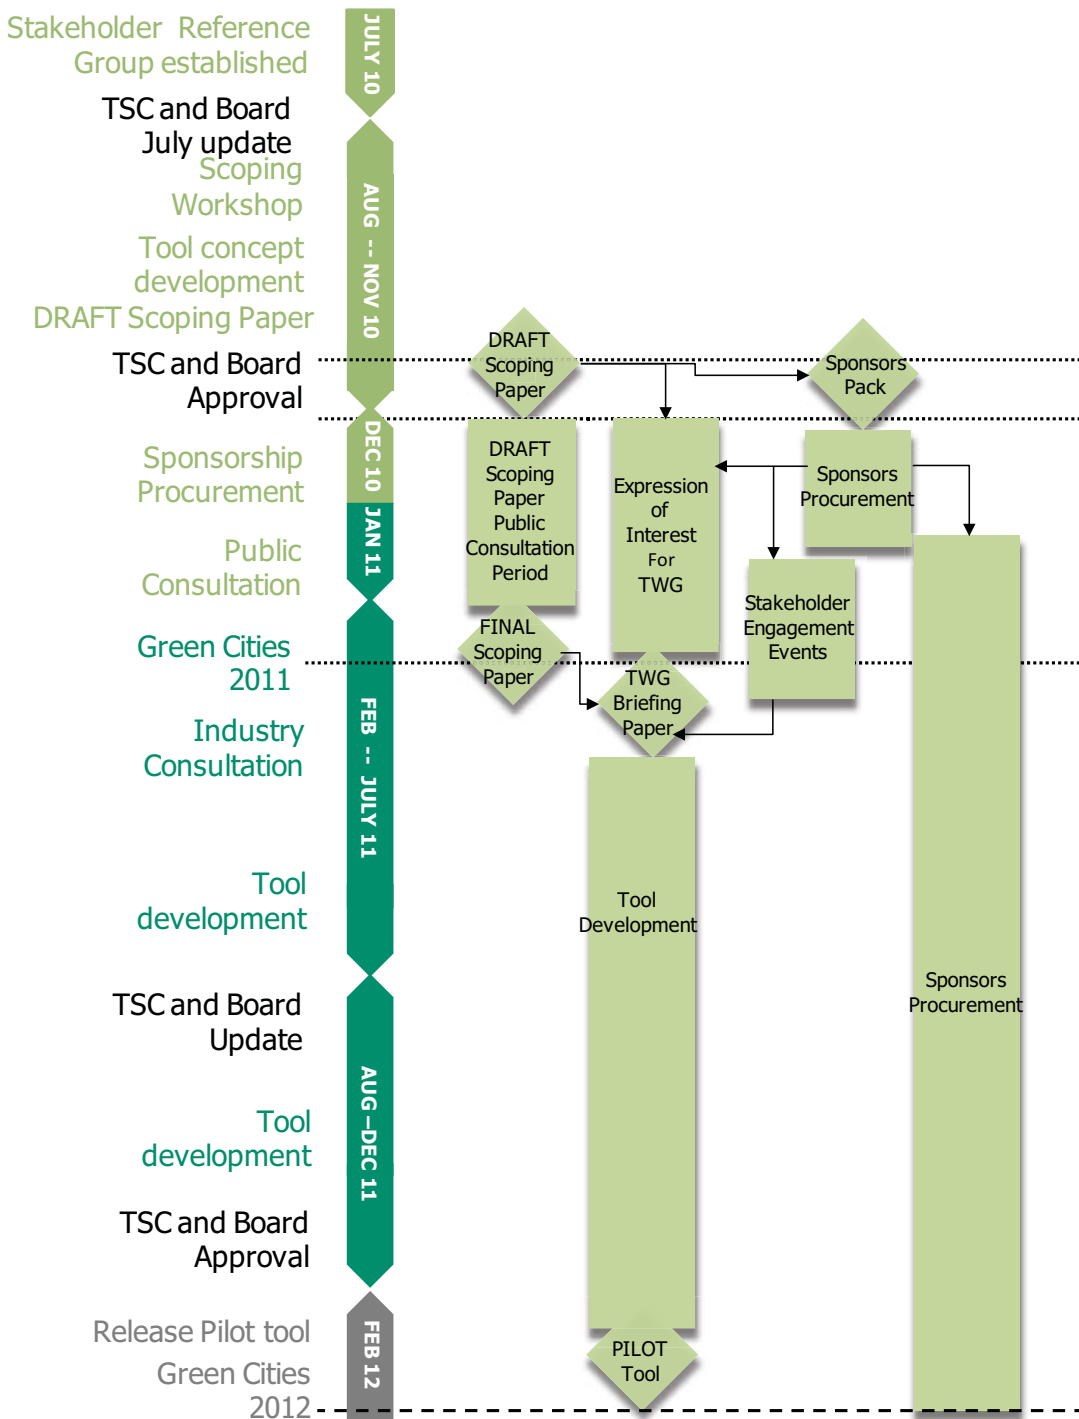 Stakeholder Reference
Group established
TSC and Board
July update
Scoping
Workshop
Tool concept
development
DRAFT Scoping Paper
TSC and Board
Approval
Sponsorship
Procurement
Public
Consultation
Green Cities
2011
Industry
Consultation
Tool
development
TSC and Board
Update
Tool
development
TSC and Board
Approval
Release Pilot tool
Green Cities
2012
JULY 10
AUG -- NOV 10
DEC 10
JAN 11
FEB -- JULY 11
AUG –DEC 11
FEB 12
DRAFT
Scoping
Paper
Sponsors
Pack
DRAFT
Scoping
Paper
Public
Consultation
Period
Expression
of
Interest
For
TWG
Sponsors
Procurement
Stakeholder
Engagement
Events
FINAL
Scoping
Paper
TWG
Briefing
Paper
Tool
Development
Sponsors
Procurement
PILOT
Tool